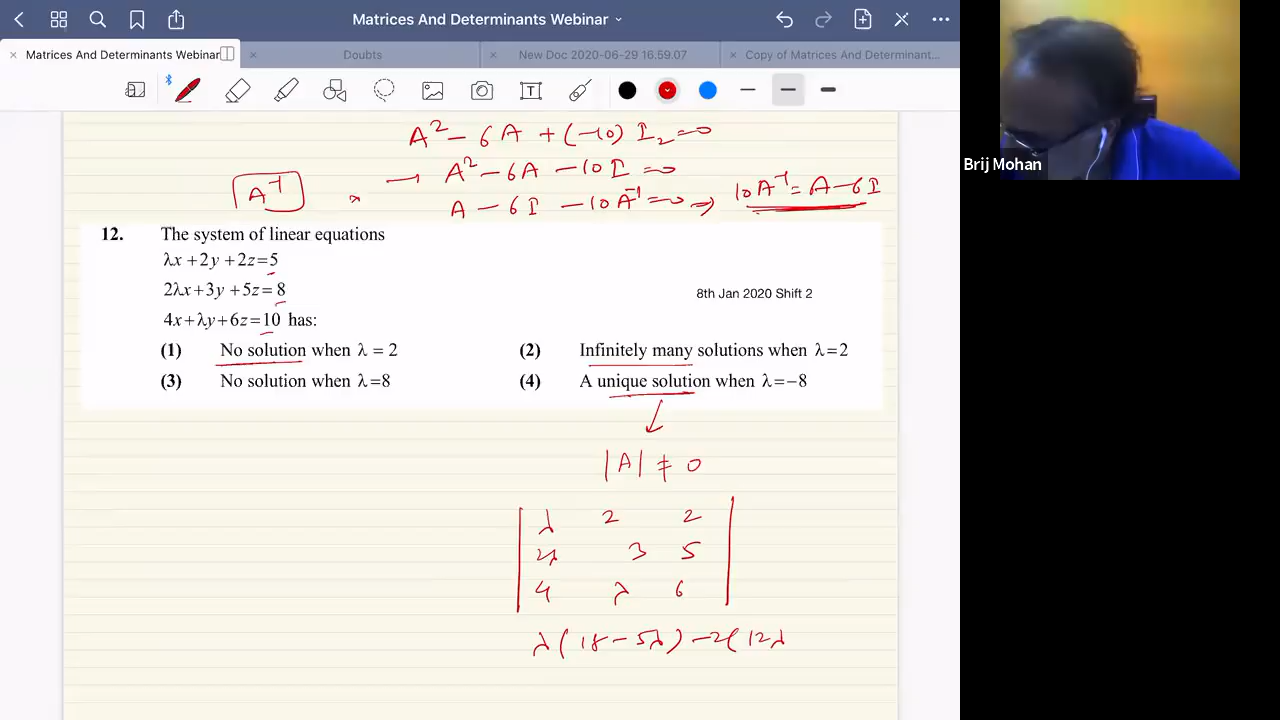 Matrices And Determinants Webinar
Matrices And Determinants Webinar
Doubts
New Doc 2020-06-29 16.59.07
Copy of Matrices And Determinant...
A² - 6A + (-10) I₂ = 0
→ A² - 6A - 10I = 0
A⁻¹
A - 6I - 10A⁻¹ = 0 ⇒ 10A⁻¹ = A - 6I
12. The system of linear equations
λx + 2y + 2z = 5
2λx + 3y + 5z = 8
8th Jan 2020 Shift 2
4x + λy + 6z = 10 has:
(1) No solution when λ = 2
(2) Infinitely many solutions when λ = 2
(3) No solution when λ = 8
(4) A unique solution when λ = -8
|A| ≠ 0
λ 2 2
2λ 3 5
4 λ 6
λ(18 - 5λ) - 2(12λ
Brij Mohan